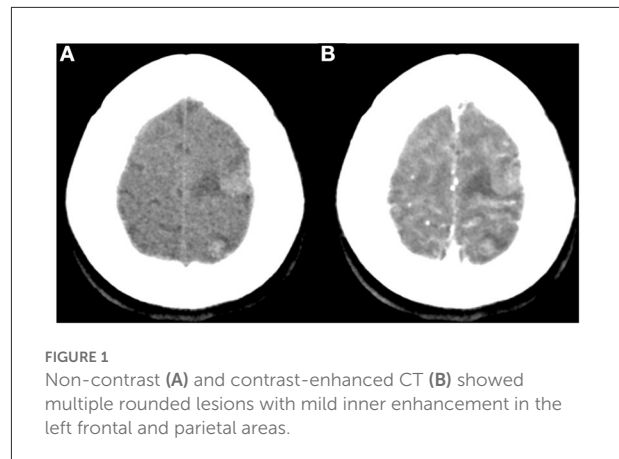 A
B
FIGURE 1
Non-contrast (A) and contrast-enhanced CT (B) showed
multiple rounded lesions with mild inner enhancement in the
left frontal and parietal areas.